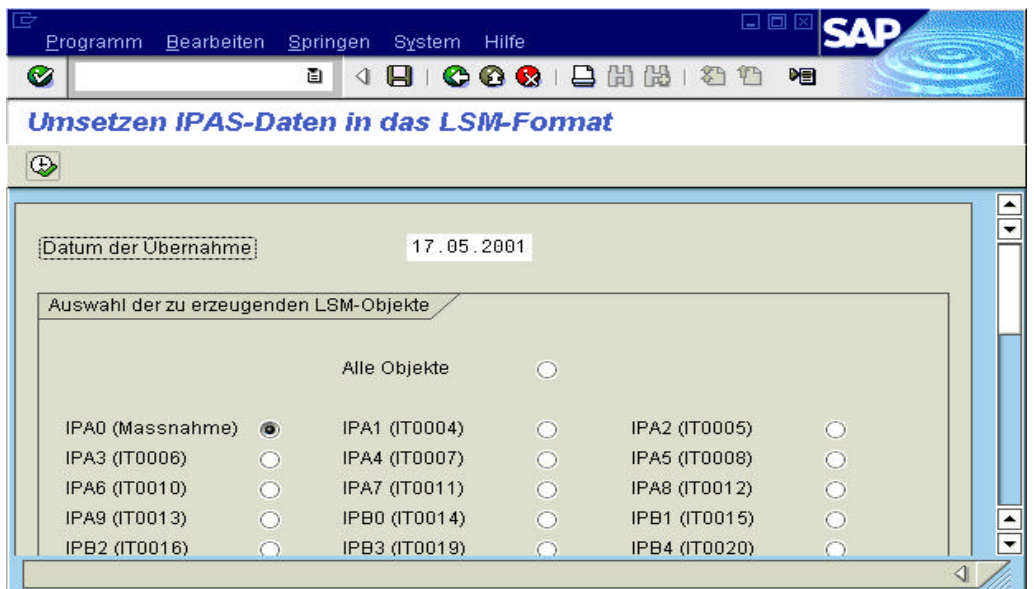 Programm Bearbeiten Springen System Hilfe
SAP
Umsetzen IPAS-Daten in das LSM-Format
Datum der Übernahme 17.05.2001
Auswahl der zu erzeugenden LSM-Objekte
Alle Objekte
IPA0 (Massnahme) IPA1 (IT0004) IPA2 (IT0005)
IPA3 (IT0006) IPA4 (IT0007) IPA5 (IT0008)
IPA6 (IT0010) IPA7 (IT0011) IPA8 (IT0012)
IPA9 (IT0013) IPB0 (IT0014) IPB1 (IT0015)
IPB2 (IT0016) IPB3 (IT0019) IPB4 (IT0020)